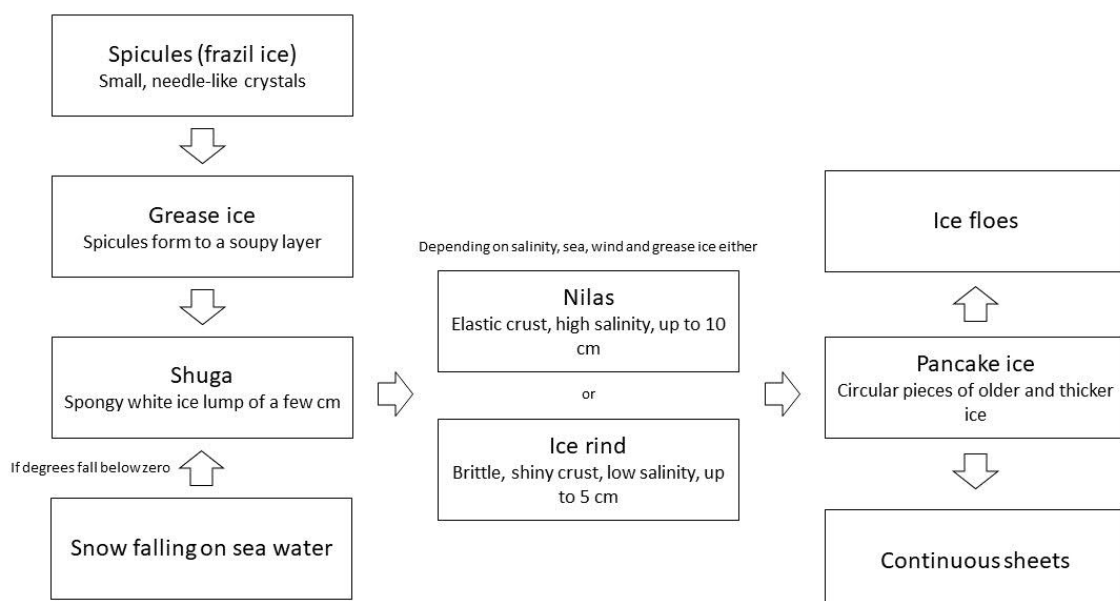 Spicules (frazil ice)
Small, needle-like crystals
Grease ice
Spicules form to a soupy layer
Shuga
Spongy white ice lump of a few cm
If degrees fall below zero
Snow falling on sea water
Depending on salinity, sea, wind and grease ice either
Nilas
Elastic crust, high salinity, up to 10
cm
or
Ice rind
Brittle, shiny crust, low salinity, up
to 5 cm
Ice floes
Pancake ice
Circular pieces of older and thicker
ice
Continuous sheets